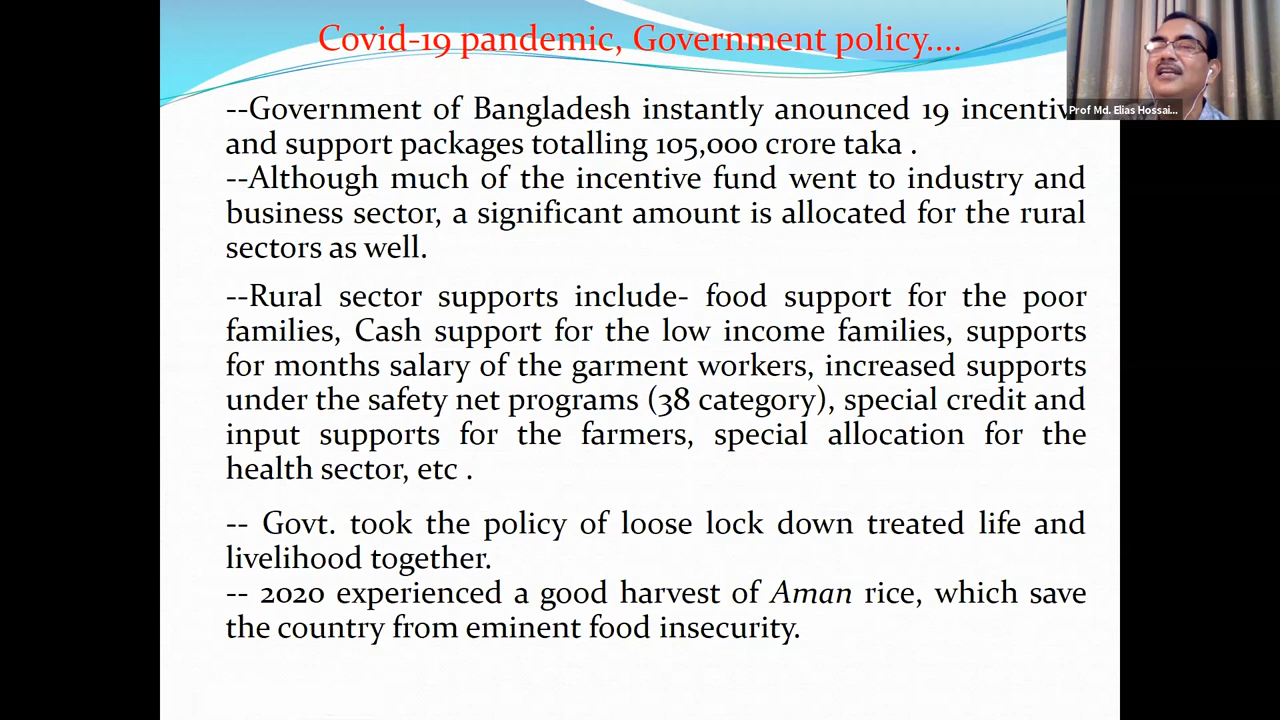 Covid-19 pandemic, Government policy....
Prof Md. Elias Hossai...
--Government of Bangladesh instantly anounced 19 incentiv
and support packages totalling 105,000 crore taka .
--Although much of the incentive fund went to industry and
business sector, a significant amount is allocated for the rural
sectors as well.
--Rural sector supports include- food support for the poor
families, Cash support for the low income families, supports
for months salary of the garment workers, increased supports
under the safety net programs (38 category), special credit and
input supports for the farmers, special allocation for the
health sector, etc .
-- Govt. took the policy of loose lock down treated life and
livelihood together.
-- 2020 experienced a good harvest of Aman rice, which save
the country from eminent food insecurity.